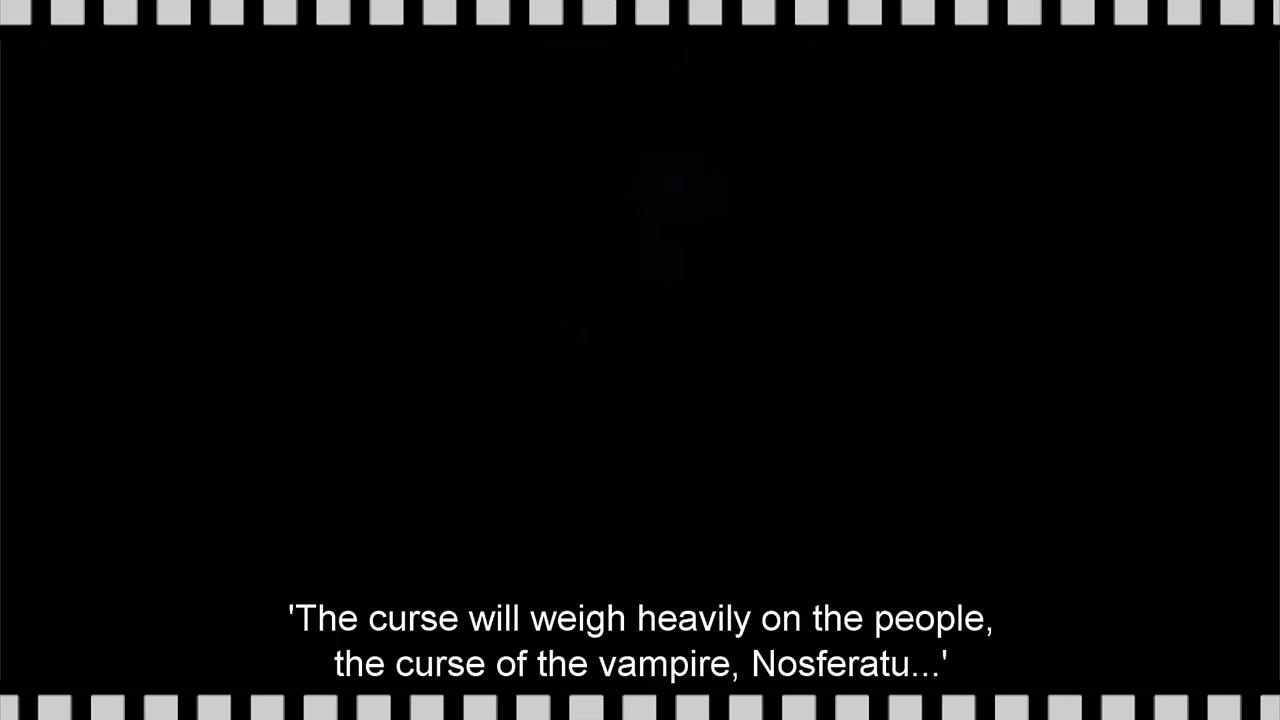 'The curse will weigh heavily on the people,
the curse of the vampire, Nosferatu...'